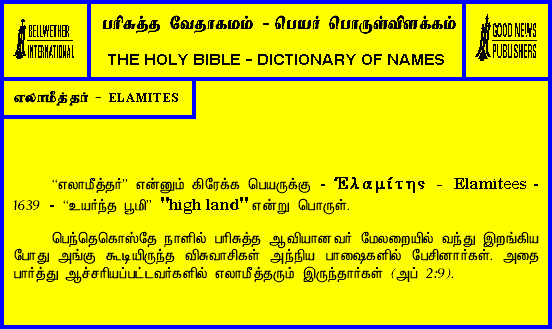 BELLWETHER
INTERNATIONAL
பரிசுத்த வேதாகமம் - பெயர் பொருள்விளக்கம்
THE HOLY BIBLE - DICTIONARY OF NAMES
GOOD NEWS
PUBLISHERS
எலாமீத்தர் - ELAMITES
“எலாமீத்தர்” என்னும் கிரேக்க பெயருக்கு - Ἐλαμίτης - Elamitees -
1639 - “உயர்ந்த பூமி” "high land" என்று பொருள்.
பெந்தெகொஸ்தே நாளில் பரிசுத்த ஆவியானவர் மேலறையில் வந்து இறங்கிய
போது அங்கு கூடியிருந்த விசுவாசிகள் அந்நிய பாஷைகளில் பேசினார்கள். அதை
பார்த்து ஆச்சரியப்பட்டவர்களில் எலாமீத்தரும் இருந்தார்கள் (அப் 2:9).